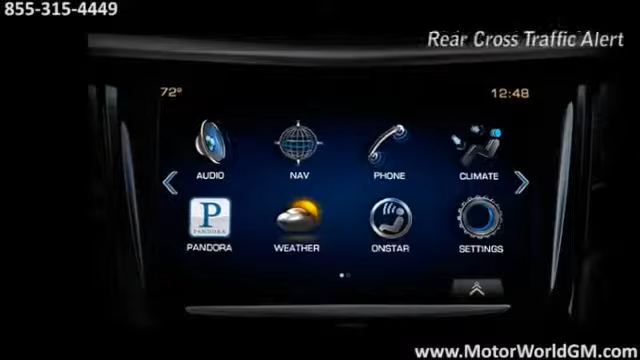 855-315-4449
Rear Cross Traffic Alert
72°
12:48
AUDIO
NAV
PHONE
CLIMATE
P
PANDORA
PANDORA
WEATHER
ONSTAR
SETTINGS
www.MotorWorldGM.com